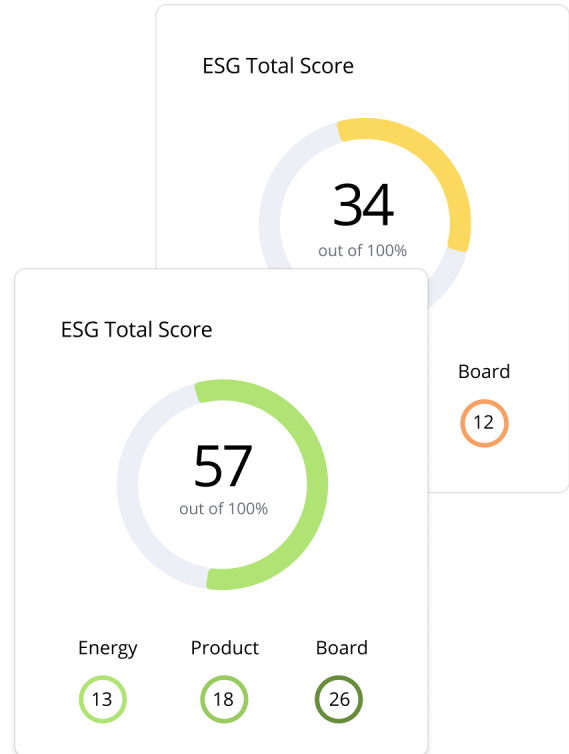 ESG Total Score
34
out of 100%
Board
12
ESG Total Score
57
out of 100%
Energy Product Board
13 18 26